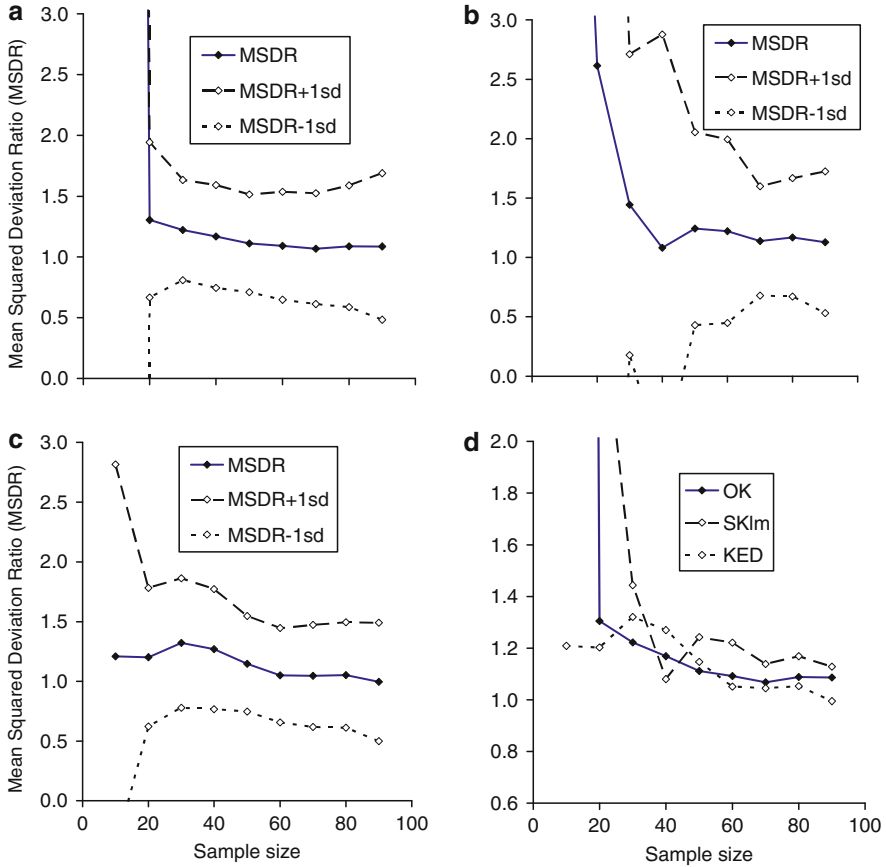 a
3.0
2.5
2.0
1.5
1.0
0.5
0.0
Mean Squared Deviation Ratio (MSDR)
MSDR
MSDR+1sd
MSDR-1sd
b
3.0
2.5
2.0
1.5
1.0
0.5
0.0
MSDR
MSDR+1sd
MSDR-1sd
c
3.0
2.5
2.0
1.5
1.0
0.5
0.0
Mean Squared Deviation Ratio (MSDR)
MSDR
MSDR+1sd
MSDR-1sd
0 20 40 60 80 100
Sample size
d
2.0
1.8
1.6
1.4
1.2
1.0
0.8
0.6
OK
SKlm
KED
0 20 40 60 80 100
Sample size